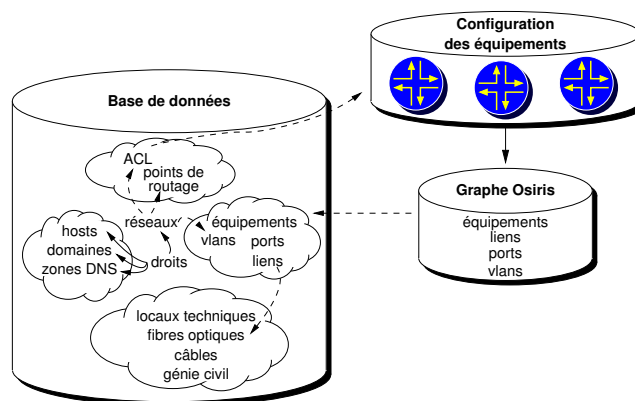 Configuration
des équipements
Base de données
ACL
points de
routage
réseaux
hosts
domaines
zones DNS
droits
équipements
vlans
ports
liens
locaux techniques
fibres optiques
câbles
génie civil
Graphe Osiris
équipements
liens
ports
vlans